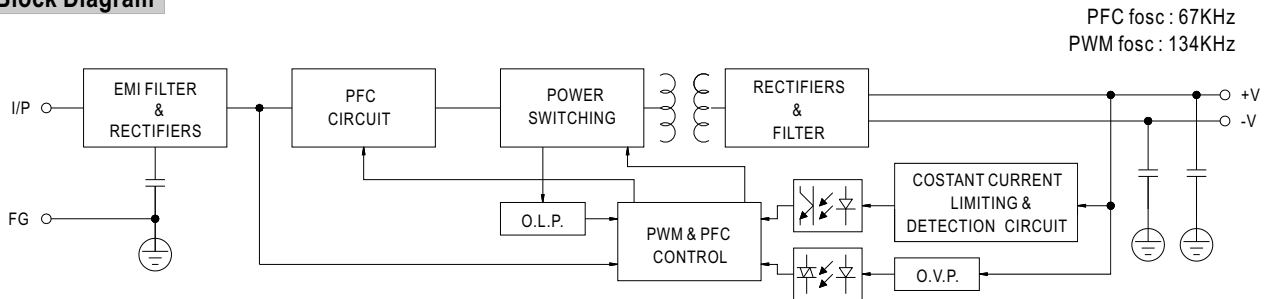 Block Diagram
PFC fosc : 67KHz
PWM fosc : 134KHz
I/P
EMI FILTER
&
RECTIFIERS
PFC
CIRCUIT
POWER
SWITCHING
RECTIFIERS
&
FILTER
+V
-V
FG
O.L.P.
PWM & PFC
CONTROL
COSTANT CURRENT
LIMITING &
DETECTION CIRCUIT
O.V.P.